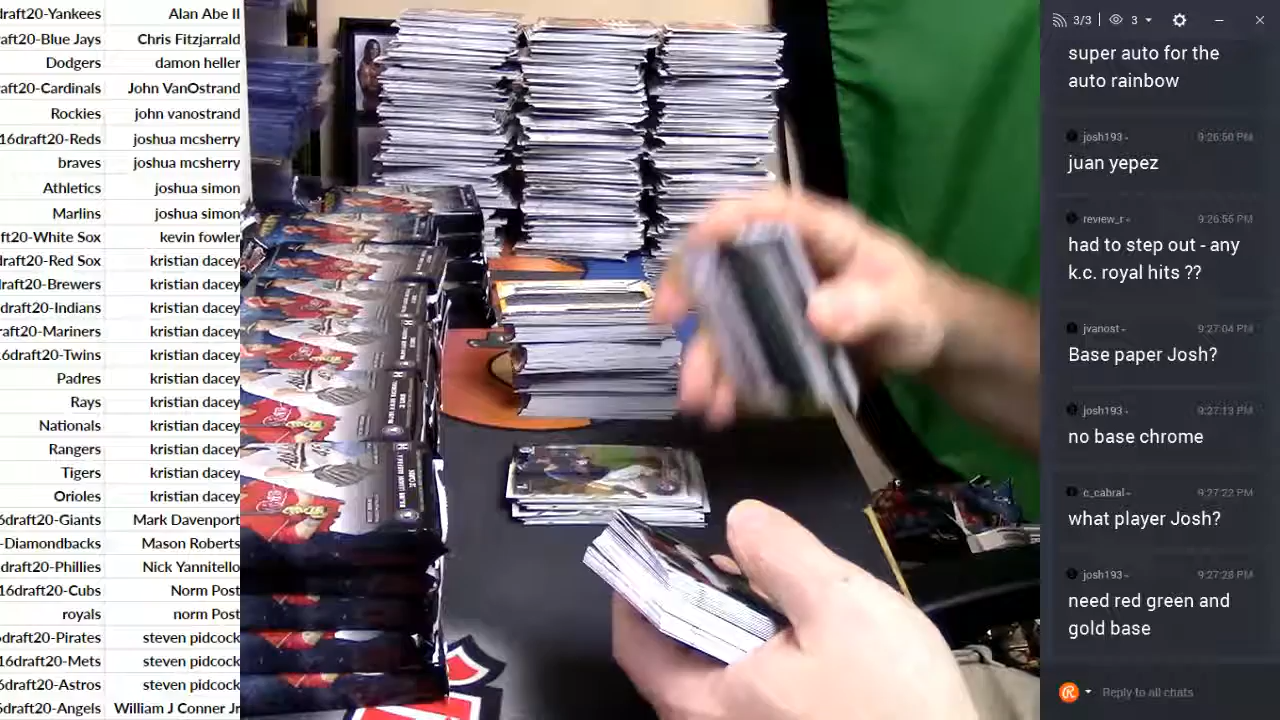 draft20-Yankees Alan Abe II
aft20-Blue Jays Chris Fitzjarrald
Dodgers damon heller
aft20-Cardinals John VanOstrand
Rockies john vanostrand
16draft20-Reds joshua mcsherry
braves joshua mcsherry
Athletics joshua simon
Marlins joshua simon
ft20-White Sox kevin fowler
draft20-Red Sox kristian dacey
draft20-Brewers kristian dacey
draft20-Indians kristian dacey
raft20-Mariners kristian dacey
6draft20-Twins kristian dacey
Padres kristian dacey
Rays kristian dacey
Nationals kristian dacey
Rangers kristian dacey
Tigers kristian dacey
Orioles kristian dacey
6draft20-Giants Mark Davenport
-Diamondbacks Mason Roberts
draft20-Phillies Nick Yannitello
16draft20-Cubs Norm Post
royals norm Post
draft20-Pirates steven pidcock
16draft20-Mets steven pidcock
6draft20-Astros steven pidcock
6draft20-Angels William J Conner Jr
3/3 3
super auto for the
auto rainbow
josh193 9:26:50 PM
juan yepez
review_r 9:26:55 PM
had to step out - any
k.c. royal hits ??
jvanost 9:27:04 PM
Base paper Josh?
josh193 9:27:13 PM
no base chrome
c_cabral 9:27:22 PM
what player Josh?
josh193 9:27:28 PM
need red green and
gold base
Reply to all chats